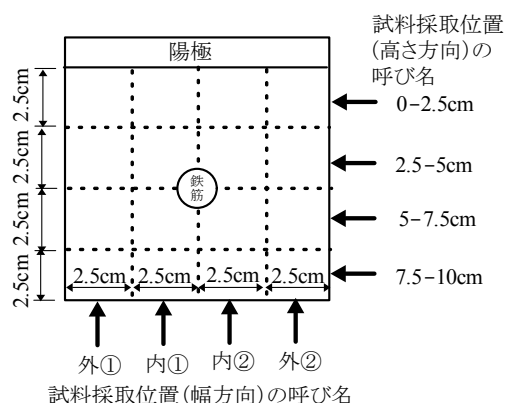 陽極
試料採取位置
(高さ方向)の
呼び名
0-2.5cm
2.5-5cm
5-7.5cm
7.5-10cm
2.5cm
2.5cm
2.5cm
2.5cm
鉄
筋
2.5cm 2.5cm 2.5cm 2.5cm
外① 内① 内② 外②
試料採取位置(幅方向)の呼び名